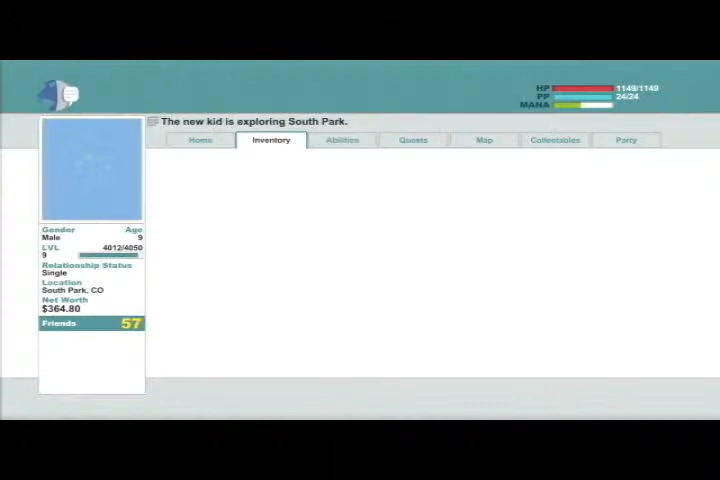 HP 1149/1149
PP 24/24
MANA
The new kid is exploring South Park.
Home Inventory Abilities Quests Map Collectables Party
Gender Age
Male 9
LVL 4012/4050
9
Relationship Status
Single
Location
South Park, CO
Net Worth
$364.80
Friends 57